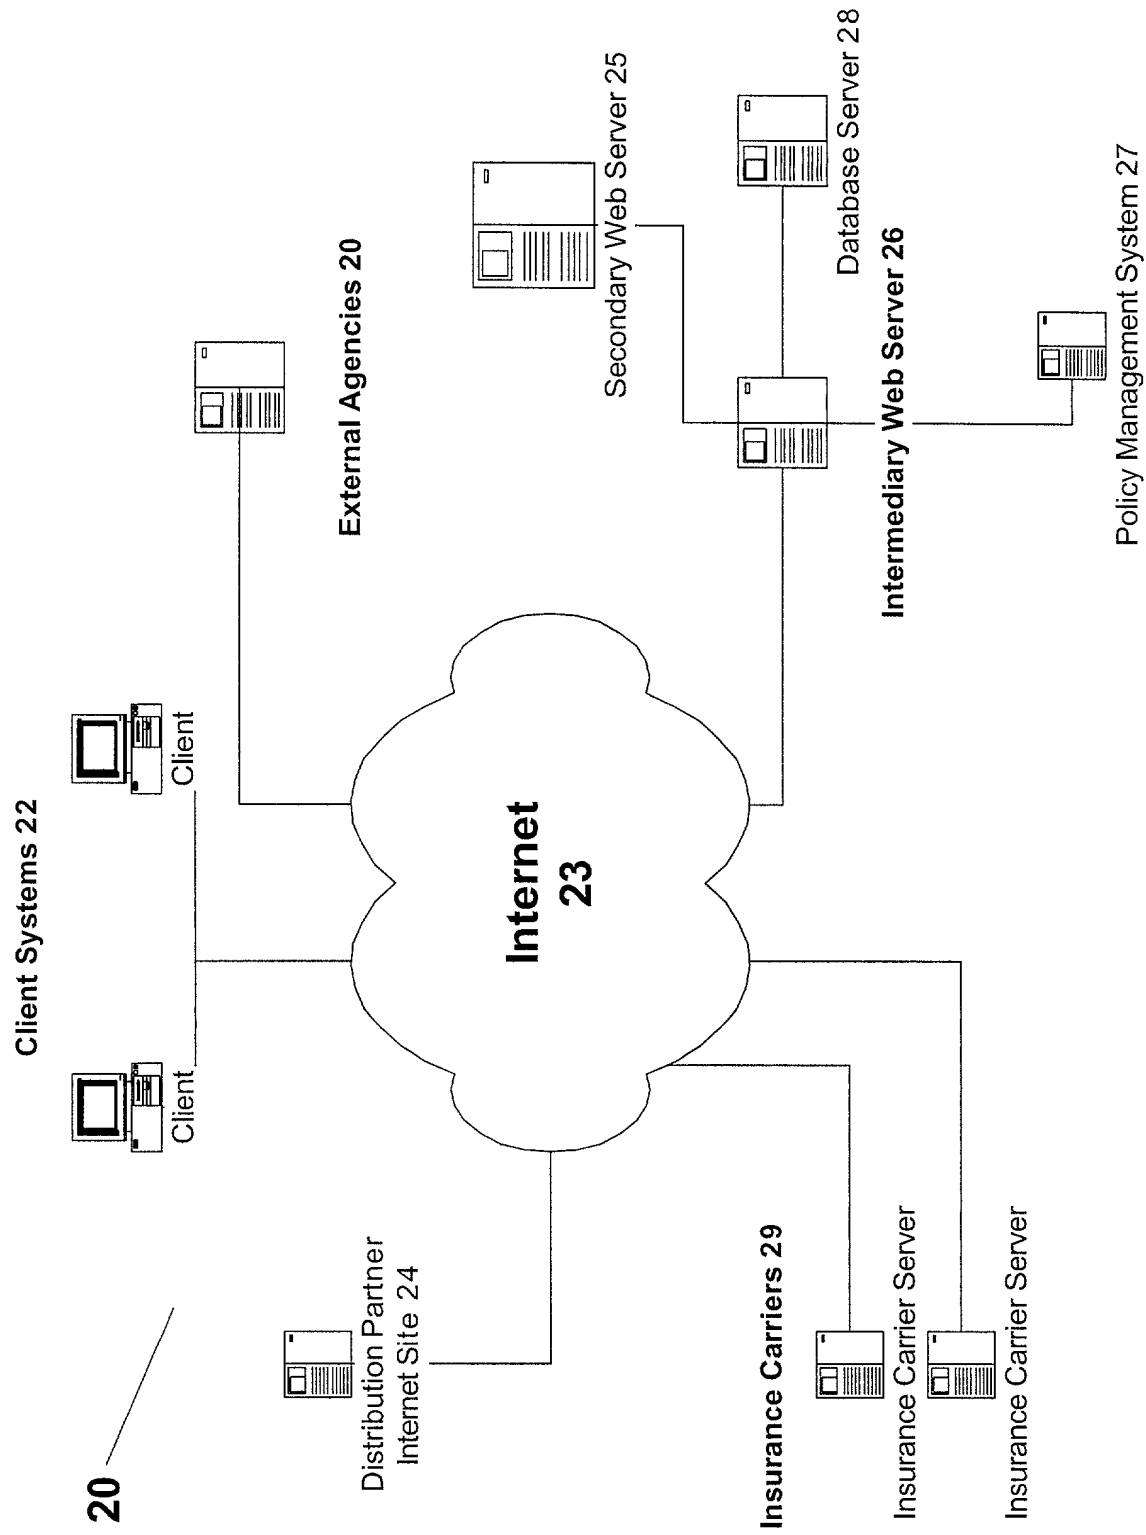 20
Client Systems 22
Client
Client
Distribution Partner
Internet Site 24
External Agencies 20
Internet
23
Secondary Web Server 25
Insurance Carriers 29
Insurance Carrier Server
Insurance Carrier Server
Database Server 28
Intermediary Web Server 26
Policy Management System 27